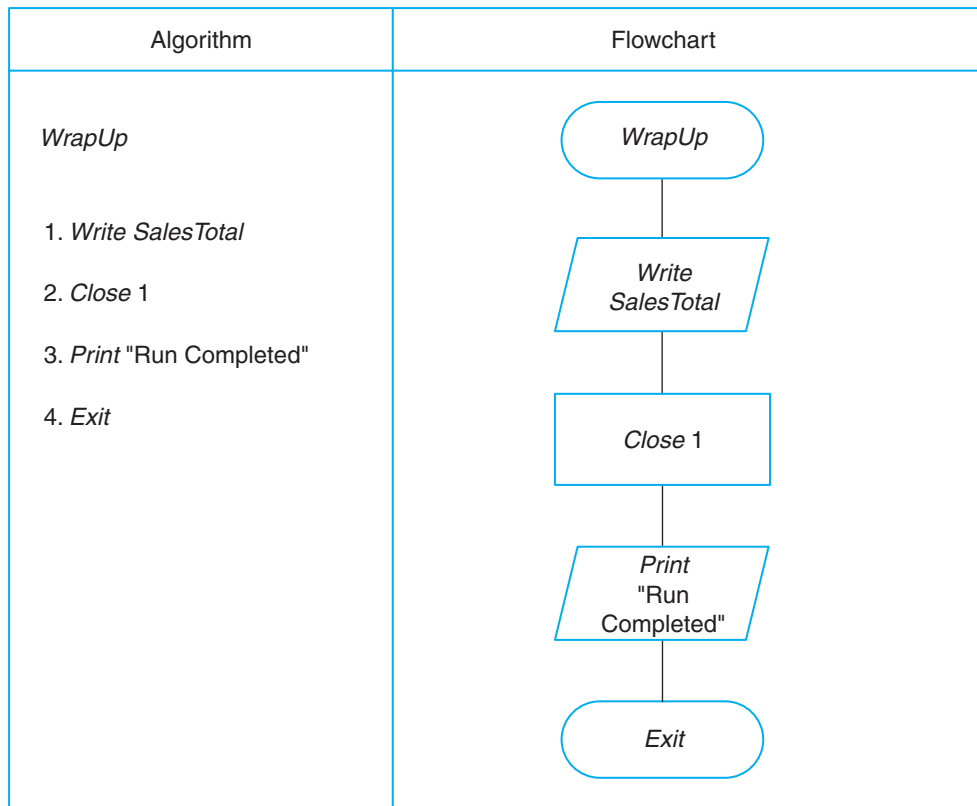 Algorithm
Flowchart
WrapUp
1. Write SalesTotal
2. Close 1
3. Print "Run Completed"
4. Exit
WrapUp
Write
SalesTotal
Close 1
Print
"Run
Completed"
Exit